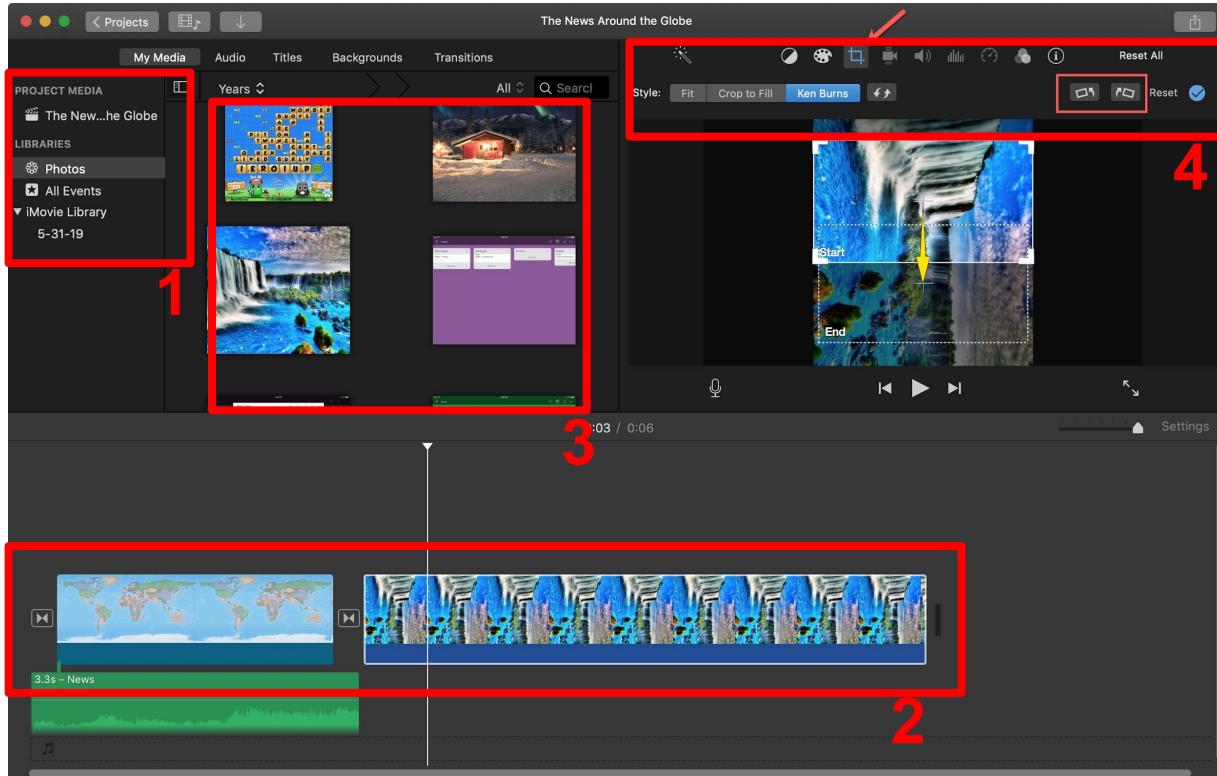 Projects
The News Around the Globe
My Media Audio Titles Backgrounds Transitions
Reset All
PROJECT MEDIA
The New...he Globe
LIBRARIES
Photos
All Events
iMovie Library
5-31-19
1
Years
All
Searcl
3
Style: Fit Crop to Fill Ken Burns
Reset
4
Start
End
:03 / 0:06
Settings
3.3s – News
2